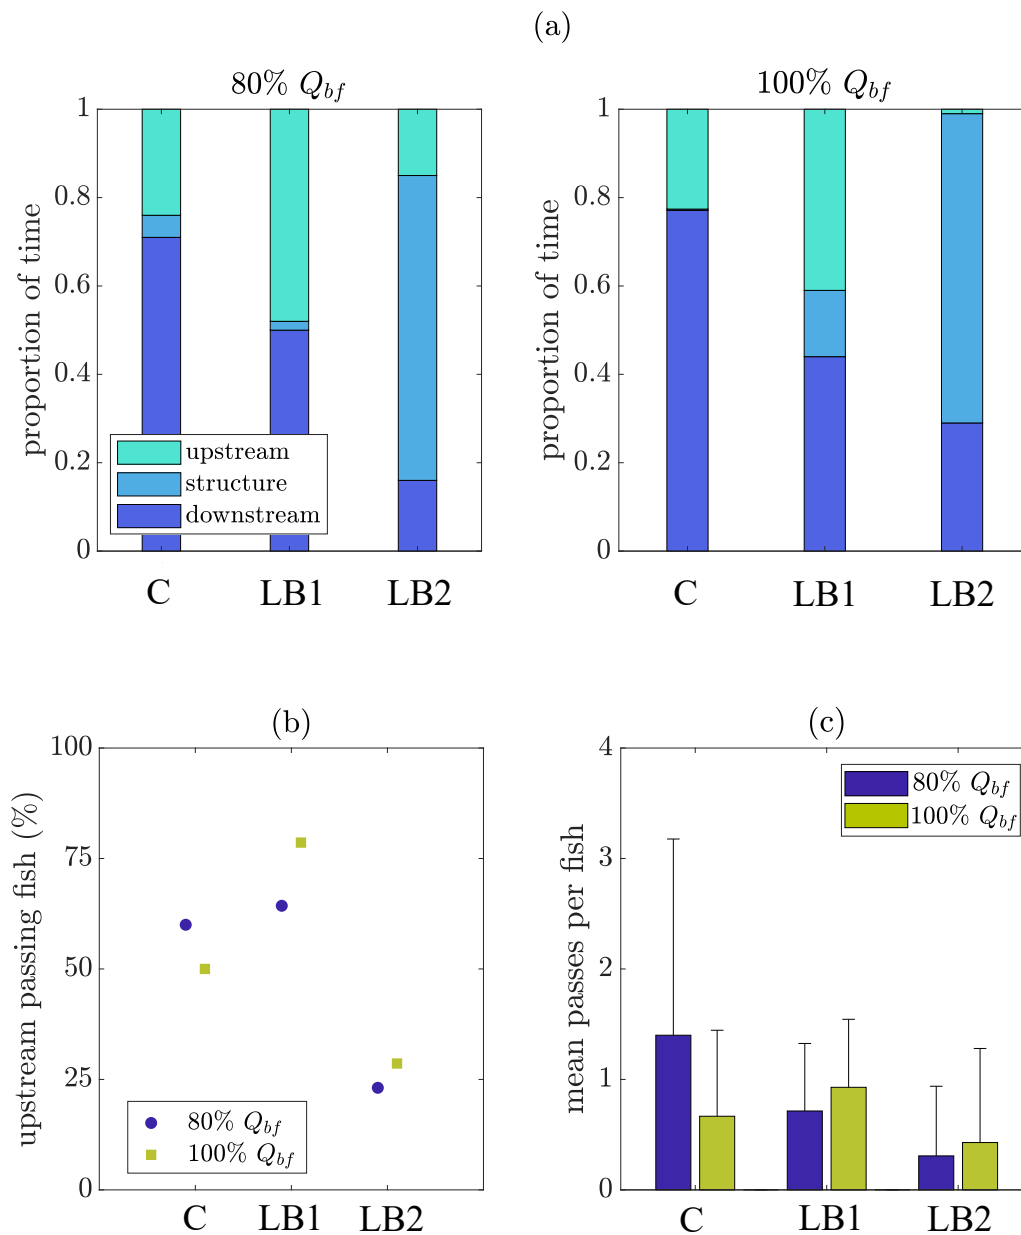 (a)
80% Q_bf
100% Q_bf
proportion of time
1
0.8
0.6
0.4
0.2
0
upstream
structure
downstream
C
LB1
LB2
proportion of time
1
0.8
0.6
0.4
0.2
0
C
LB1
LB2
(b)
upstream passing fish (%)
100
75
50
25
0
80% Q_bf
100% Q_bf
C
LB1
LB2
(c)
mean passes per fish
4
3
2
1
0
80% Q_bf
100% Q_bf
C
LB1
LB2